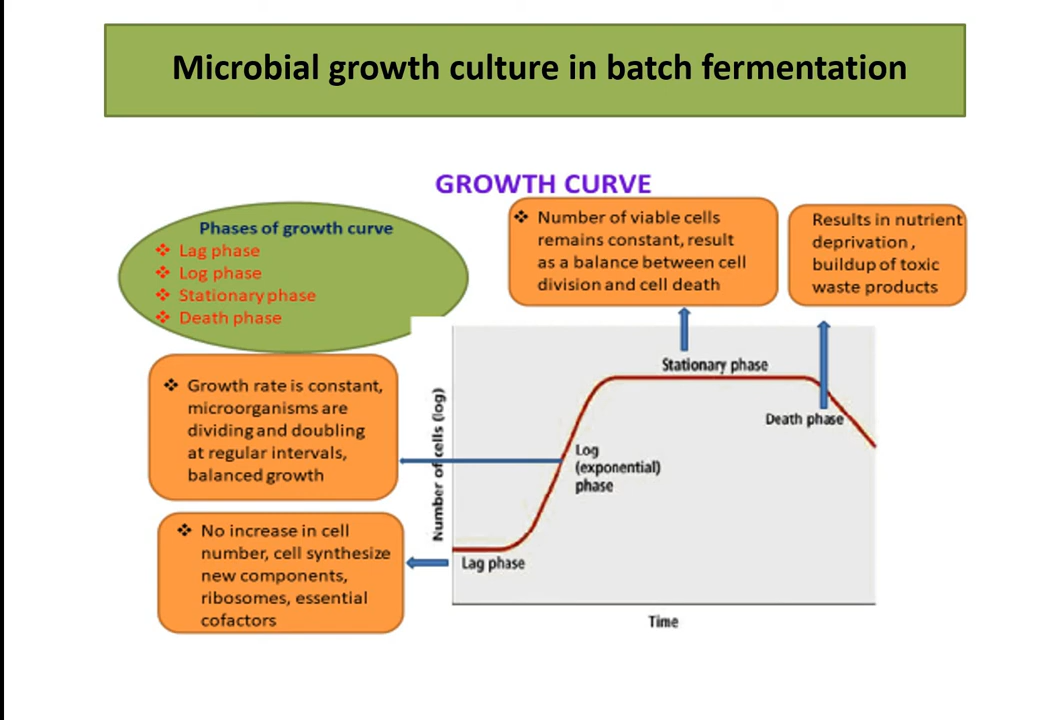 Microbial growth culture in batch fermentation
GROWTH CURVE
Phases of growth curve
❖ Lag phase
❖ Log phase
❖ Stationary phase
❖ Death phase
❖ Number of viable cells
remains constant, result
as a balance between cell
division and cell death
Results in nutrient
deprivation ,
buildup of toxic
waste products
❖ Growth rate is constant,
microorganisms are
dividing and doubling
at regular intervals,
balanced growth
❖ No increase in cell
number, cell synthesize
new components,
ribosomes, essential
cofactors
Number of cells (log)
Stationary phase
Death phase
Log
(exponential)
phase
Lag phase
Time